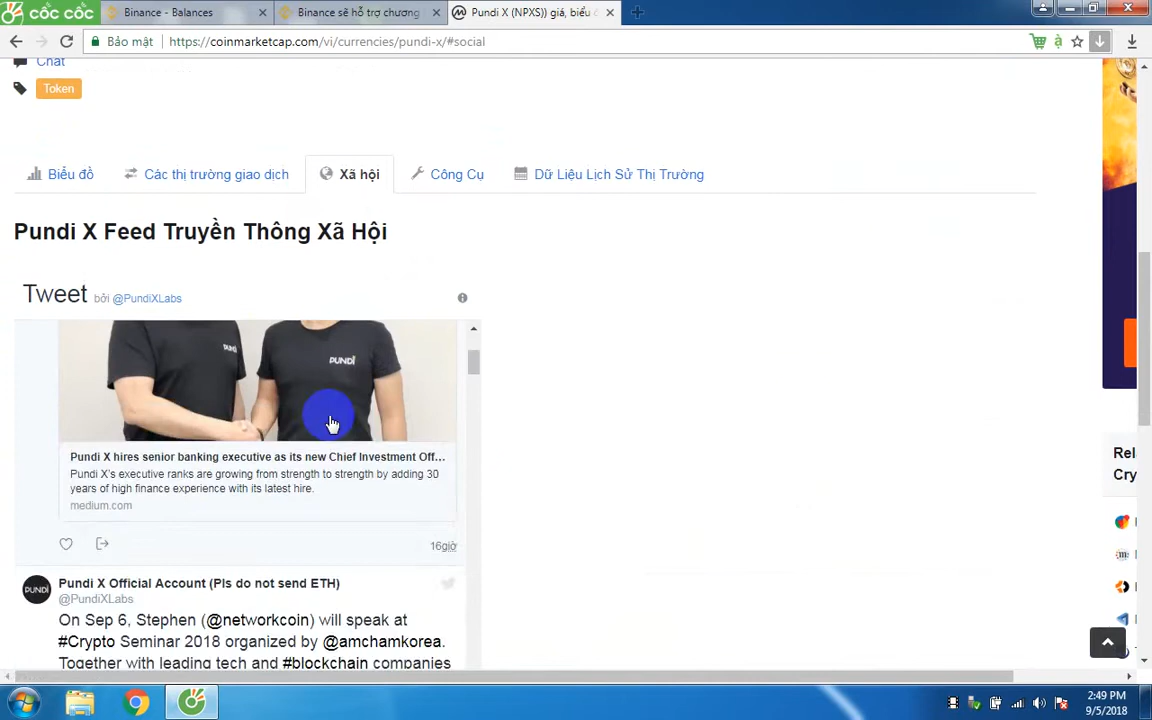 cốc cốc
Binance - Balances
Binance sẽ hỗ trợ chương
Pundi X (NPXS)) giá, biểu
Bảo mật
https://coinmarketcap.com/vi/currencies/pundi-x/#social
Chat
Token
Biểu đồ
Các thị trường giao dịch
Xã hội
Công Cụ
Dữ Liệu Lịch Sử Thị Trường
Pundi X Feed Truyền Thông Xã Hội
Tweet bởi @PundiXLabs
PUNDI
Pundi X hires senior banking executive as its new Chief Investment Off...
Pundi X's executive ranks are growing from strength to strength by adding 30
years of high finance experience with its latest hire.
medium.com
16giờ
PUNDI
Pundi X Official Account (Pls do not send ETH)
@PundiXLabs
On Sep 6, Stephen (@networkcoin) will speak at
#Crypto Seminar 2018 organized by @amchamkorea.
Together with leading tech and #blockchain companies
Rel
Cry
2:49 PM
9/5/2018